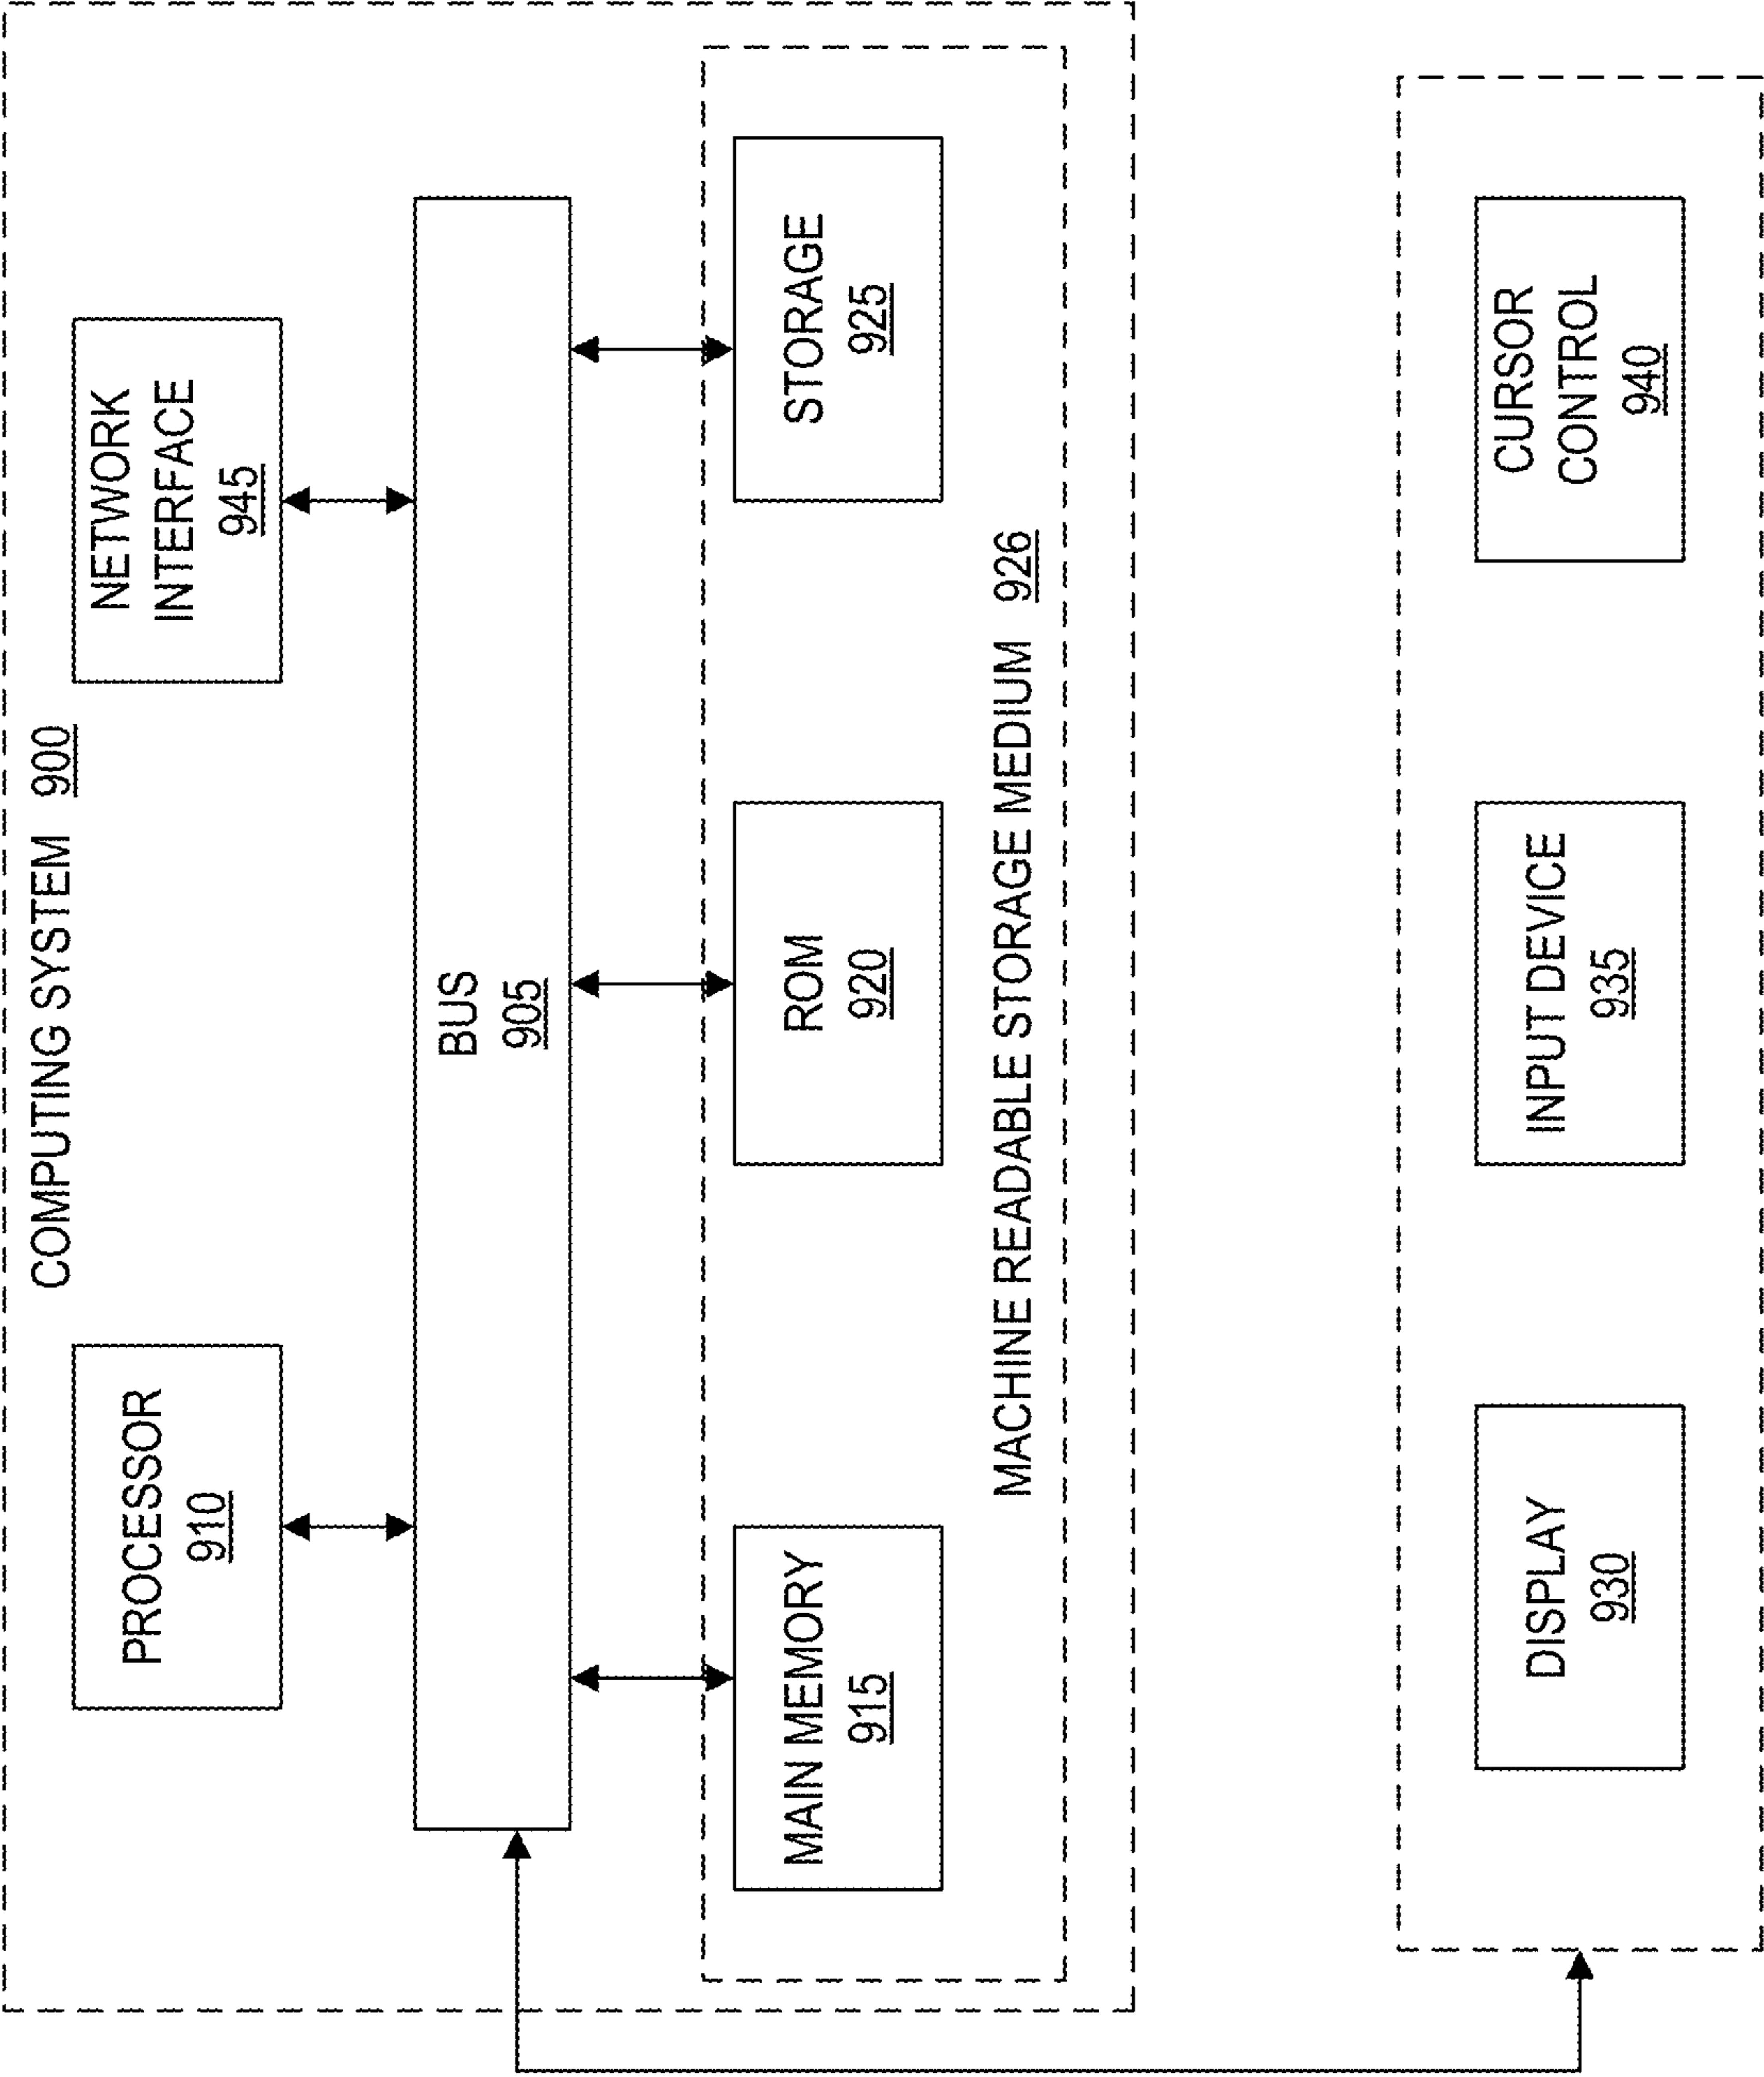 COMPUTING SYSTEM 900
PROCESSOR
910
NETWORK
INTERFACE
945
BUS
905
MAIN MEMORY
915
ROM
920
STORAGE
925
MACHINE READABLE STORAGE MEDIUM 926
DISPLAY
930
INPUT DEVICE
935
CURSOR
CONTROL
940